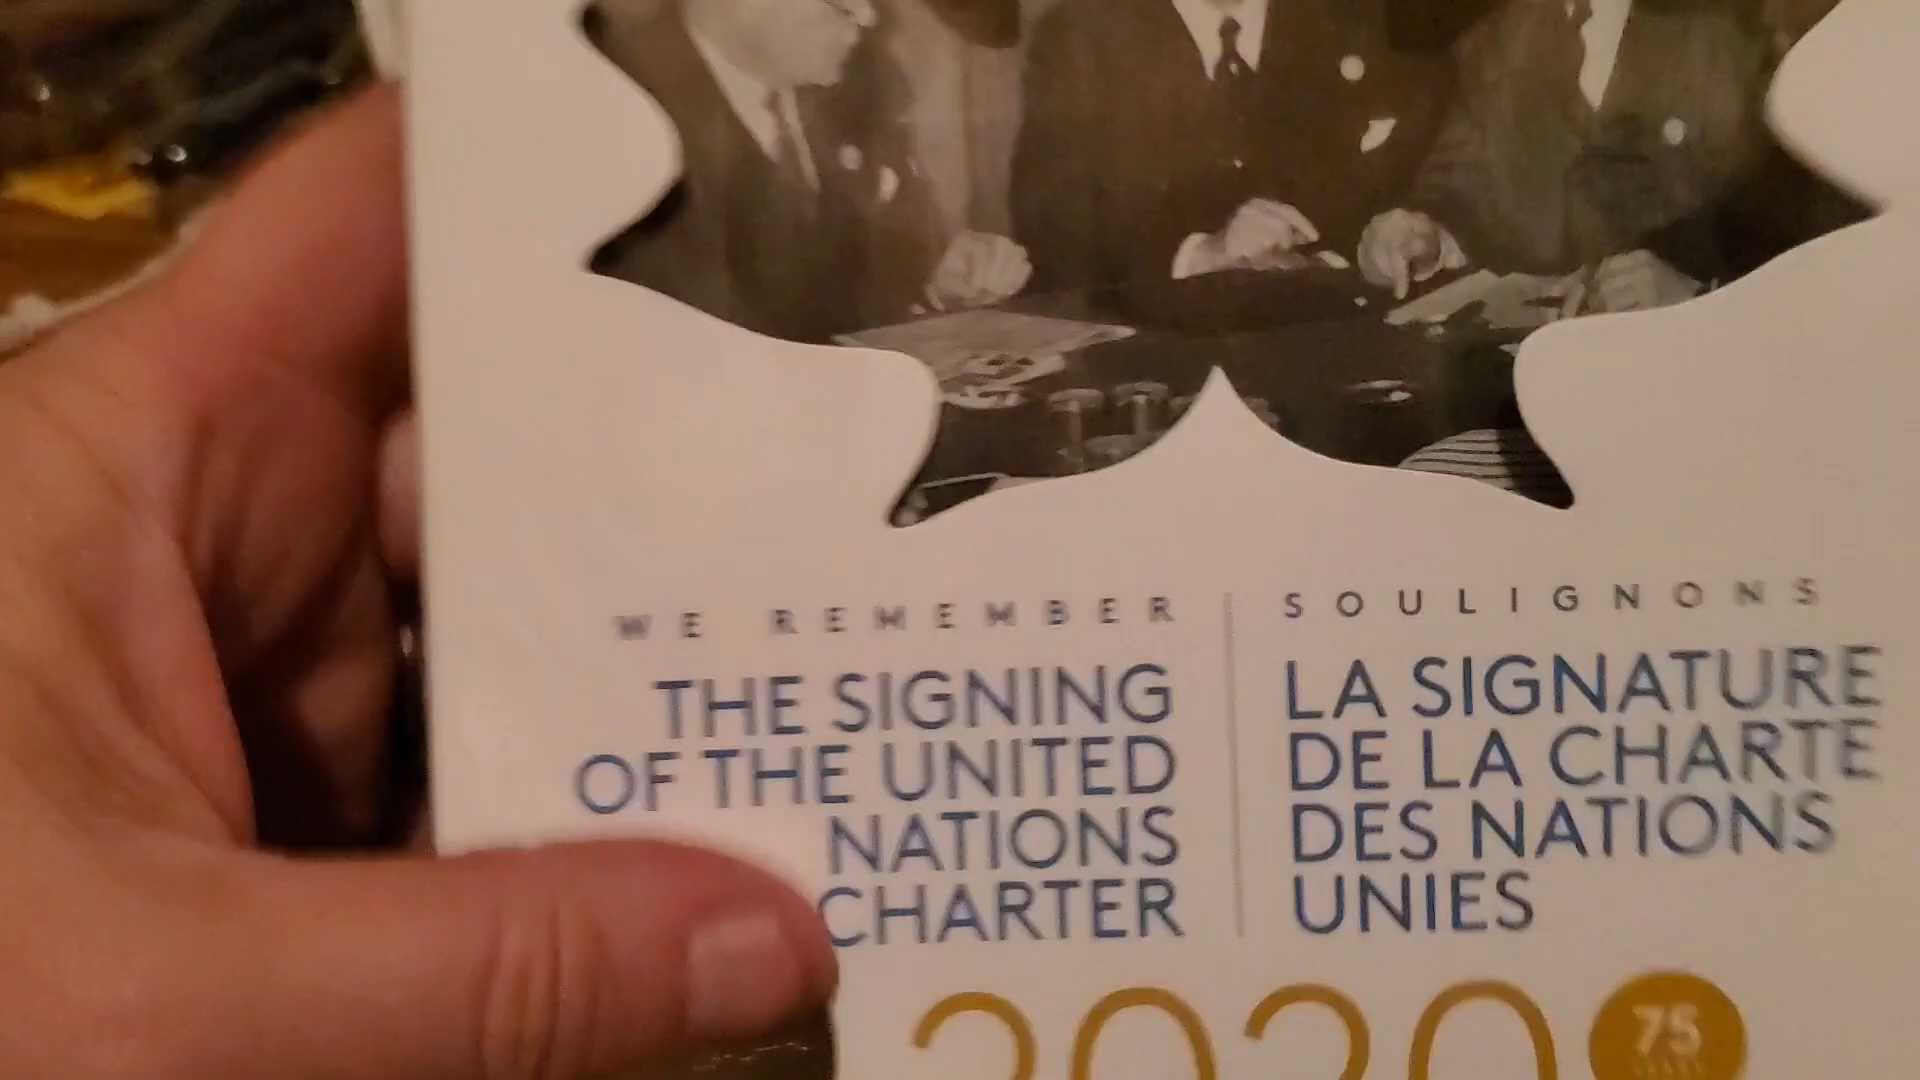 WE REMEMBER
THE SIGNING
OF THE UNITED
NATIONS
CHARTER
SOULIGNONS
LA SIGNATURE
DE LA CHARTE
DES NATIONS
UNIES
2020
75